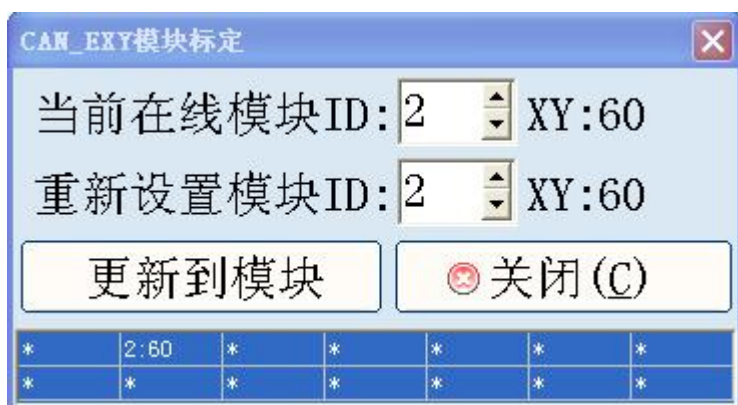 CAN_EXY模块标定
当前在线模块ID: 2 XY:60
重新设置模块ID: 2 XY:60
更新到模块 关闭(C)
* 2:60 * * * * *
* * * * * * *